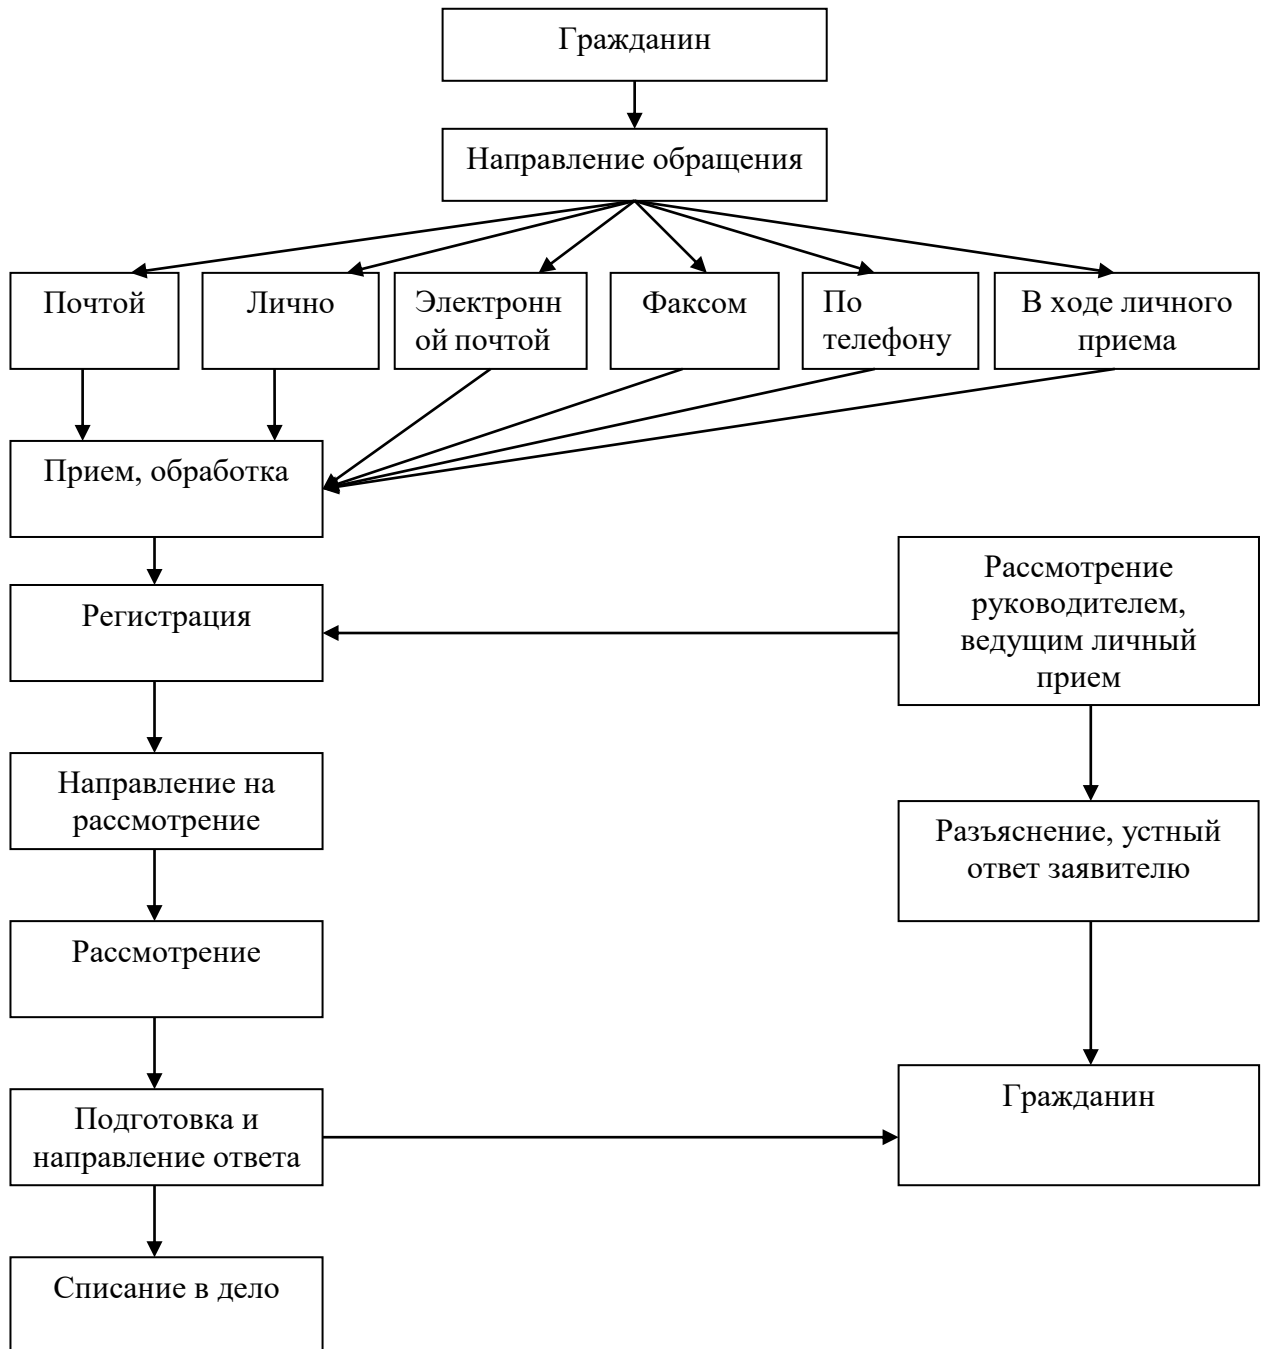 Гражданин
Направление обращения
Почтой
Лично
Электронн
ой почтой
Факсом
По
телефону
В ходе личного
приема
Прием, обработка
Регистрация
Рассмотрение
руководителем,
ведущим личный
прием
Направление на
рассмотрение
Разъяснение, устный
ответ заявителю
Рассмотрение
Подготовка и
направление ответа
Гражданин
Списание в дело